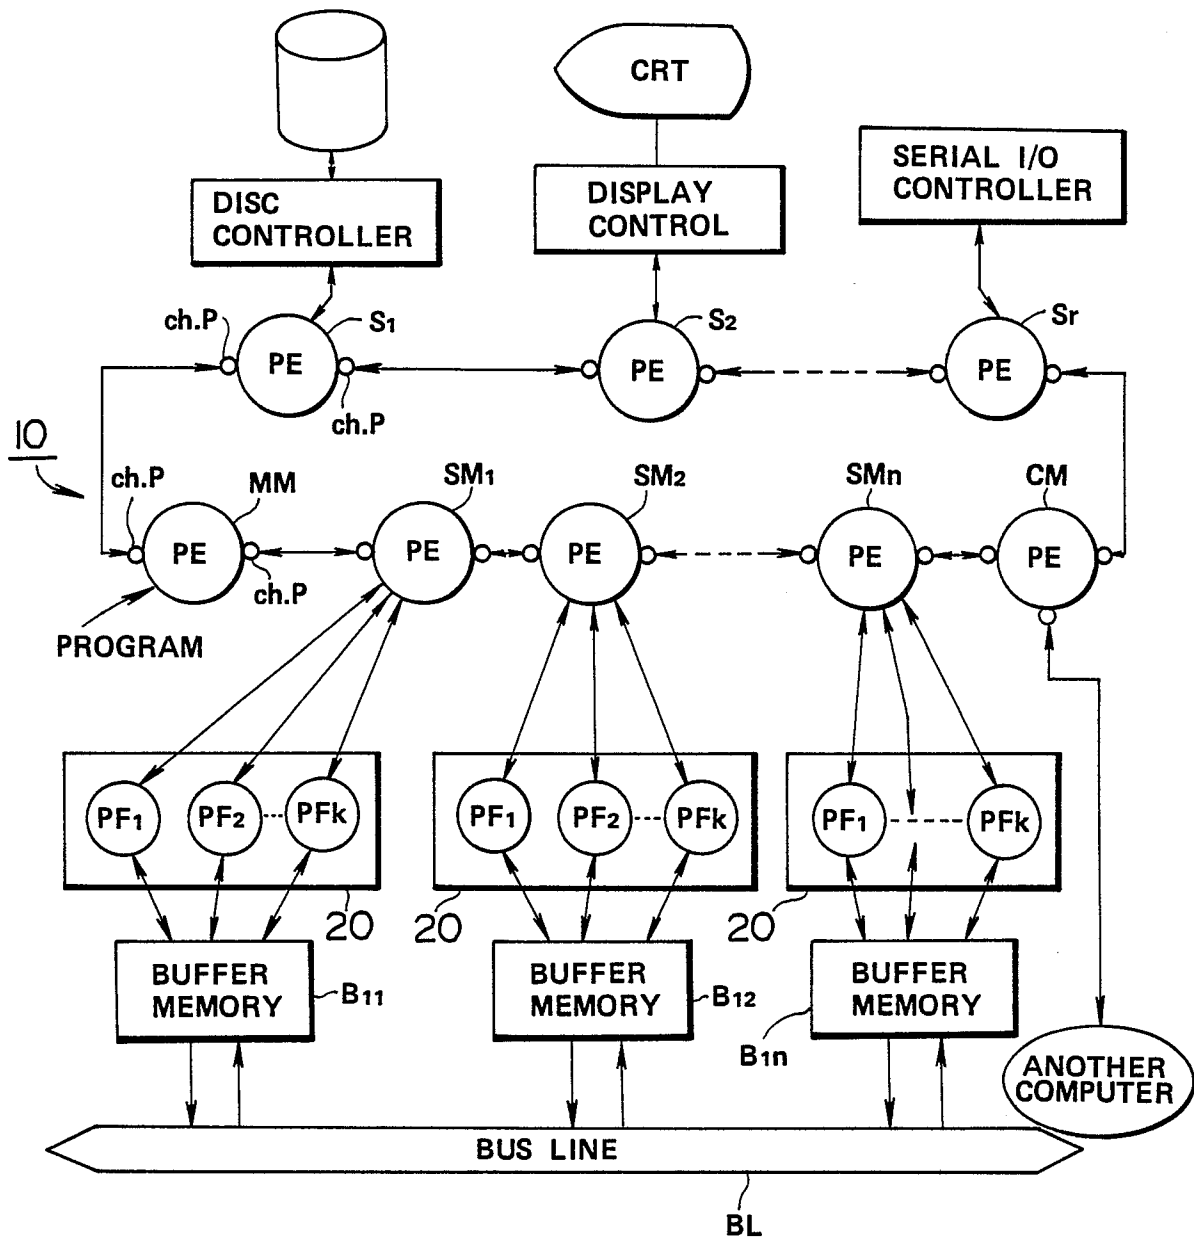 CRT
SERIAL I/O
CONTROLLER
DISC
CONTROLLER
DISPLAY
CONTROL
ch.P
S1
S2
Sr
PE
PE
PE
ch.P
10
ch.P
MM
SM1
SM2
SMn
CM
PE
PE
PE
PE
PE
ch.P
PROGRAM
PF1
PF2
PFk
PF1
PF2
PFk
PF1
PFk
20
20
20
BUFFER
MEMORY
B11
BUFFER
MEMORY
B12
BUFFER
MEMORY
B1n
ANOTHER
COMPUTER
BUS LINE
BL